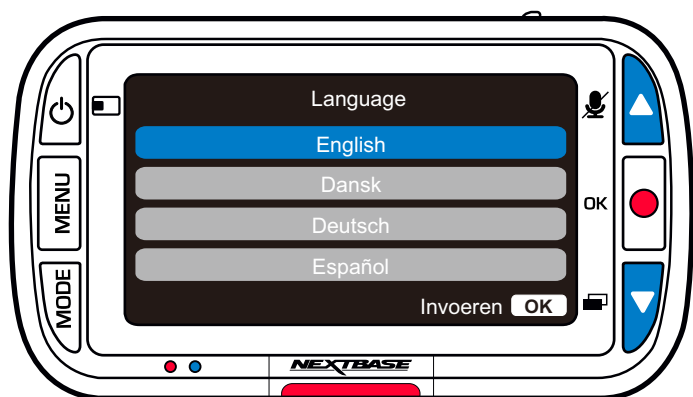 Language
English
Dansk
Deutsch
Español
Invoeren OK
MENU
MODE
OK
NEXTBASE